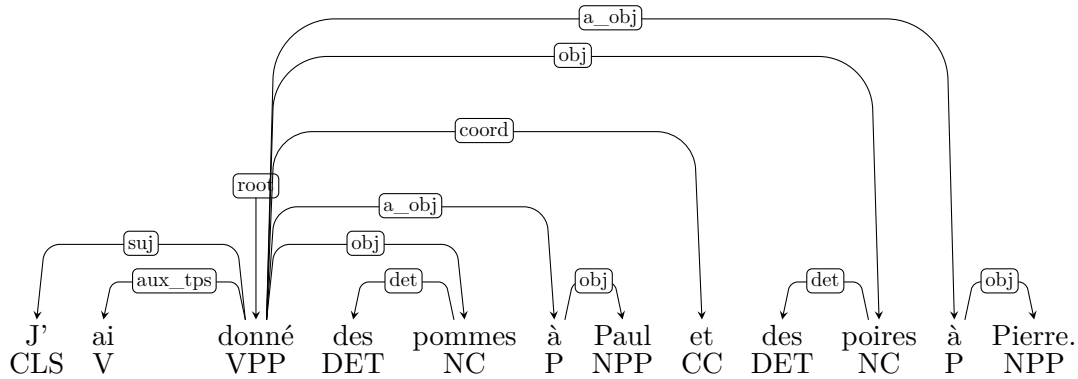 a_obj
obj
coord
root
a_obj
suj obj
aux_tps det obj det obj
J' ai donné des pommes à Paul et des poires à Pierre.
CLS V VPP DET NC P NPP CC DET NC P NPP